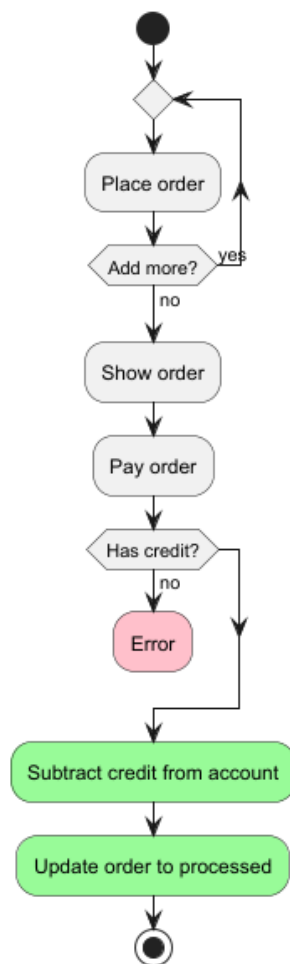 Place order
Add more?
yes
no
Show order
Pay order
Has credit?
no
Error
Subtract credit from account
Update order to processed